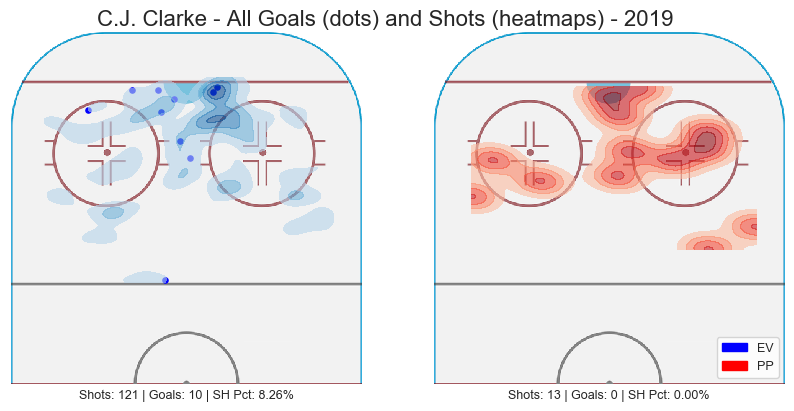 C.J. Clarke - All Goals (dots) and Shots (heatmaps) - 2019
EV
PP
Shots: 121 | Goals: 10 | SH Pct: 8.26%
Shots: 13 | Goals: 0 | SH Pct: 0.00%